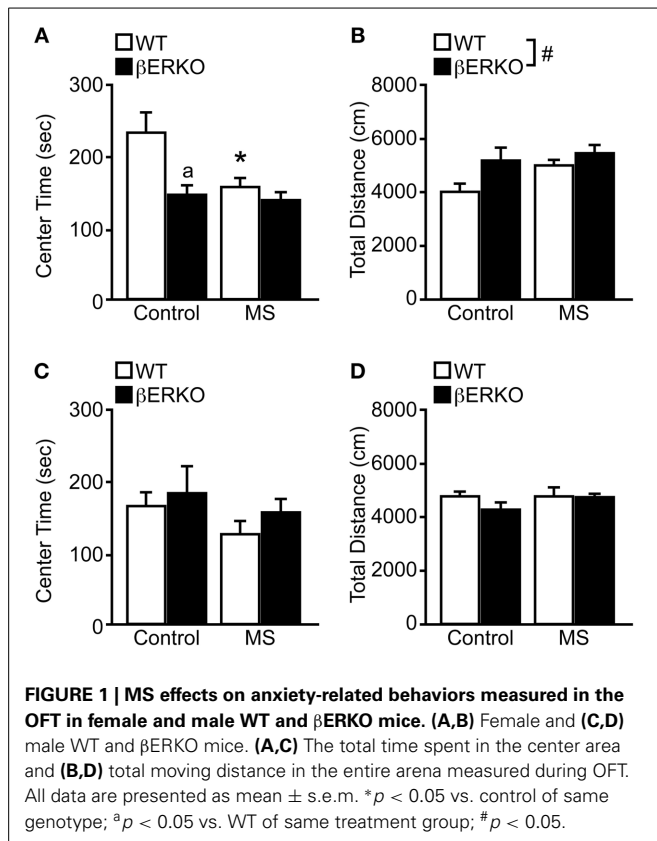 A
WT
βERKO
300
200
100
0
Center Time (sec)
a
*
Control MS
B
WT
βERKO
#
8000
6000
4000
2000
0
Total Distance (cm)
Control MS
C
WT
βERKO
300
200
100
0
Center Time (sec)
Control MS
D
WT
βERKO
8000
6000
4000
2000
0
Total Distance (cm)
Control MS
FIGURE 1 | MS effects on anxiety-related behaviors measured in the
OFT in female and male WT and βERKO mice. (A,B) Female and (C,D)
male WT and βERKO mice. (A,C) The total time spent in the center area
and (B,D) total moving distance in the entire arena measured during OFT.
All data are presented as mean ± s.e.m. *p < 0.05 vs. control of same
genotype; ᵃp < 0.05 vs. WT of same treatment group; #p < 0.05.